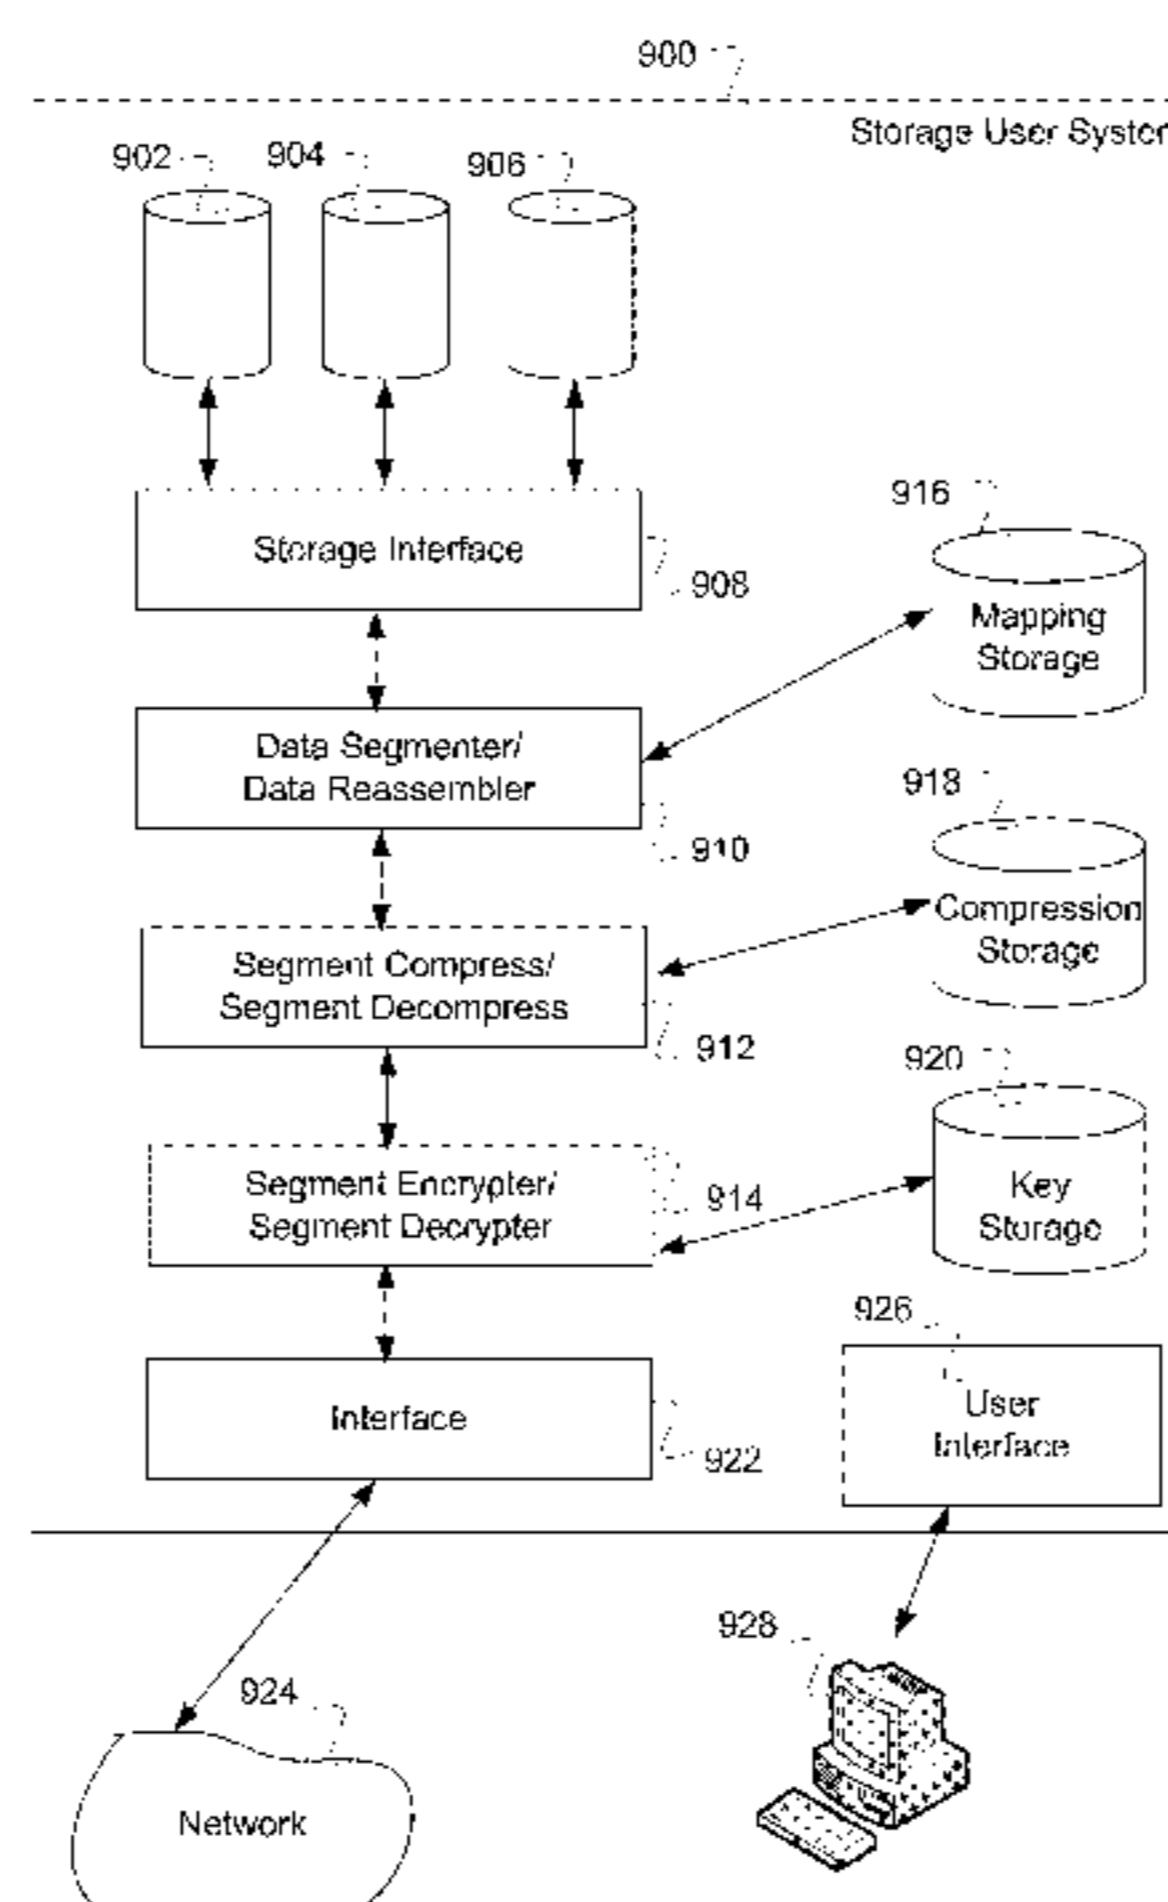 900
Storage User System
902
904
906
Storage Interface
908
916
Mapping
Storage
Data Segmenter/
Data Reassembler
910
918
Compression
Storage
Segment Compress/
Segment Decompress
912
920
Key
Storage
Segment Encrypter/
Segment Decrypter
914
926
User
Interface
Interface
922
928
924
Network